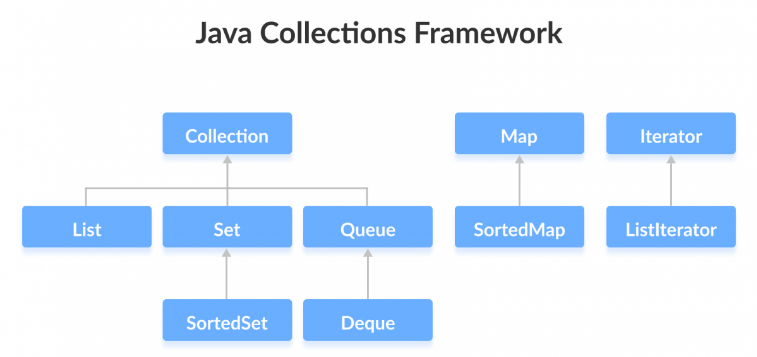 Java Collections Framework
Collection
Map
Iterator
List
Set
Queue
SortedMap
ListIterator
SortedSet
Deque